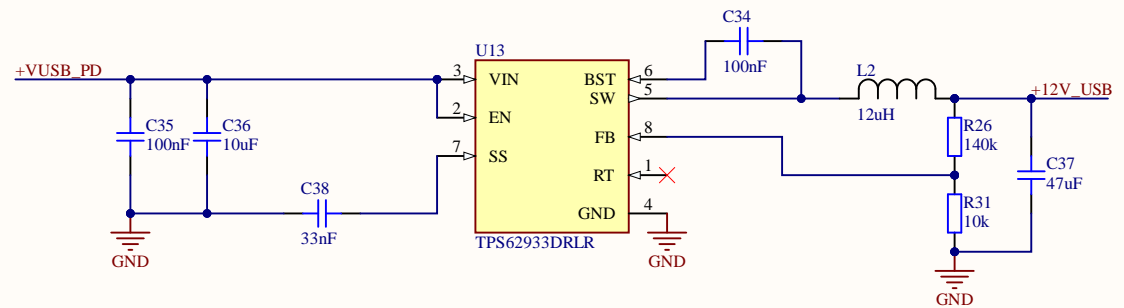 C34
100nF
U13
+VUSB_PD
3
VIN
BST
6
SW
5
L2
12uH
+12V_USB
2
EN
FB
8
C35
100nF
C36
10uF
R26
140k
7
SS
RT
1
C37
47uF
C38
33nF
GND
4
R31
10k
TPS62933DRLR
GND
GND
GND